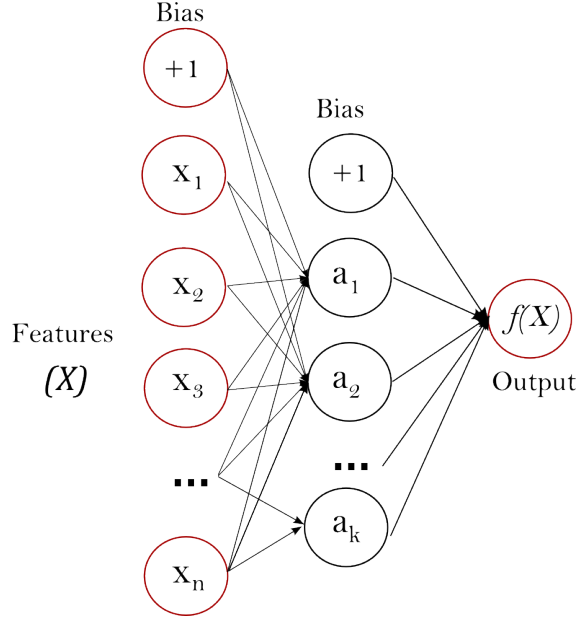 Bias
+1
x1
x2
x3
...
xn
Features
(X)
Bias
+1
a1
a2
...
ak
f(X)
Output